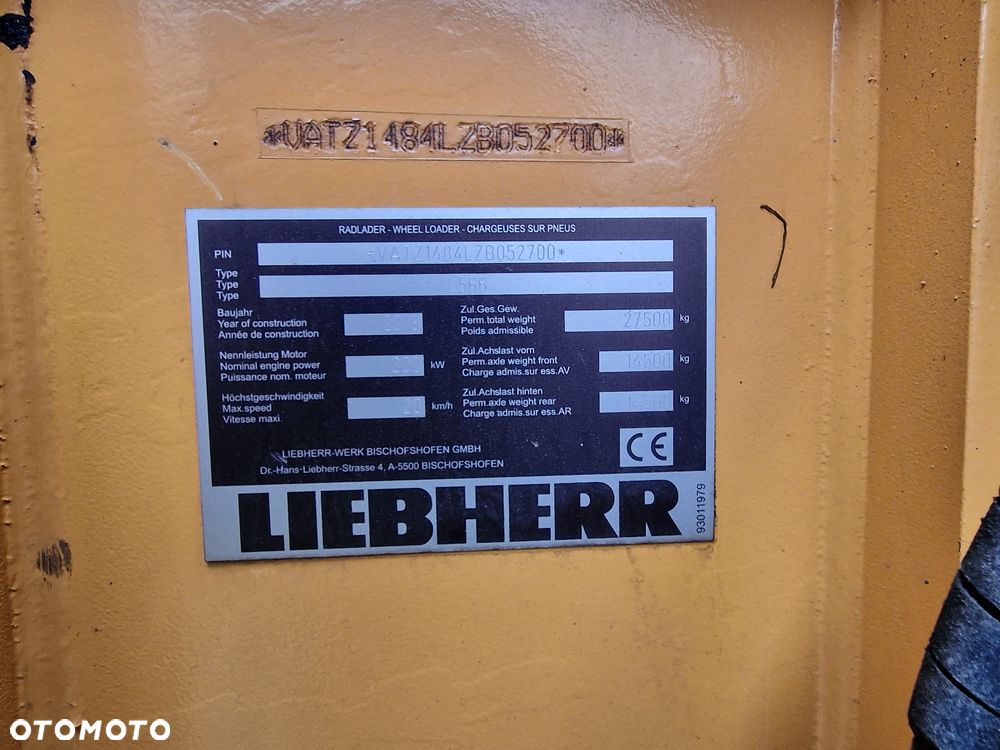 *VATZ1484LZB052700*
RADLADER - WHEEL LOADER - CHARGEUSES SUR PNEUS
PIN *VATZ1484LZB052700*
Type
Type
Type
L566
Baujahr
Year of construction
Année de construction
Zul.Ges.Gew.
Perm.total weight
Poids admissible
27500 kg
Nennleistung Motor
Nominal engine power
Puissance nom. moteur
kW
Zul.Achslast vorn
Perm.axle weight front
Charge admis.sur ess.AV
14500 kg
Höchstgeschwindigkeit
Max.speed
Vitesse maxi.
20 km/h
Zul.Achslast hinten
Perm.axle weight rear
Charge admis.sur ess.AR
kg
LIEBHERR-WERK BISCHOFSHOFEN GMBH
Dr.-Hans-Liebherr-Strasse 4, A-5500 BISCHOFSHOFEN
CE
LIEBHERR
93011979
OTOMOTO